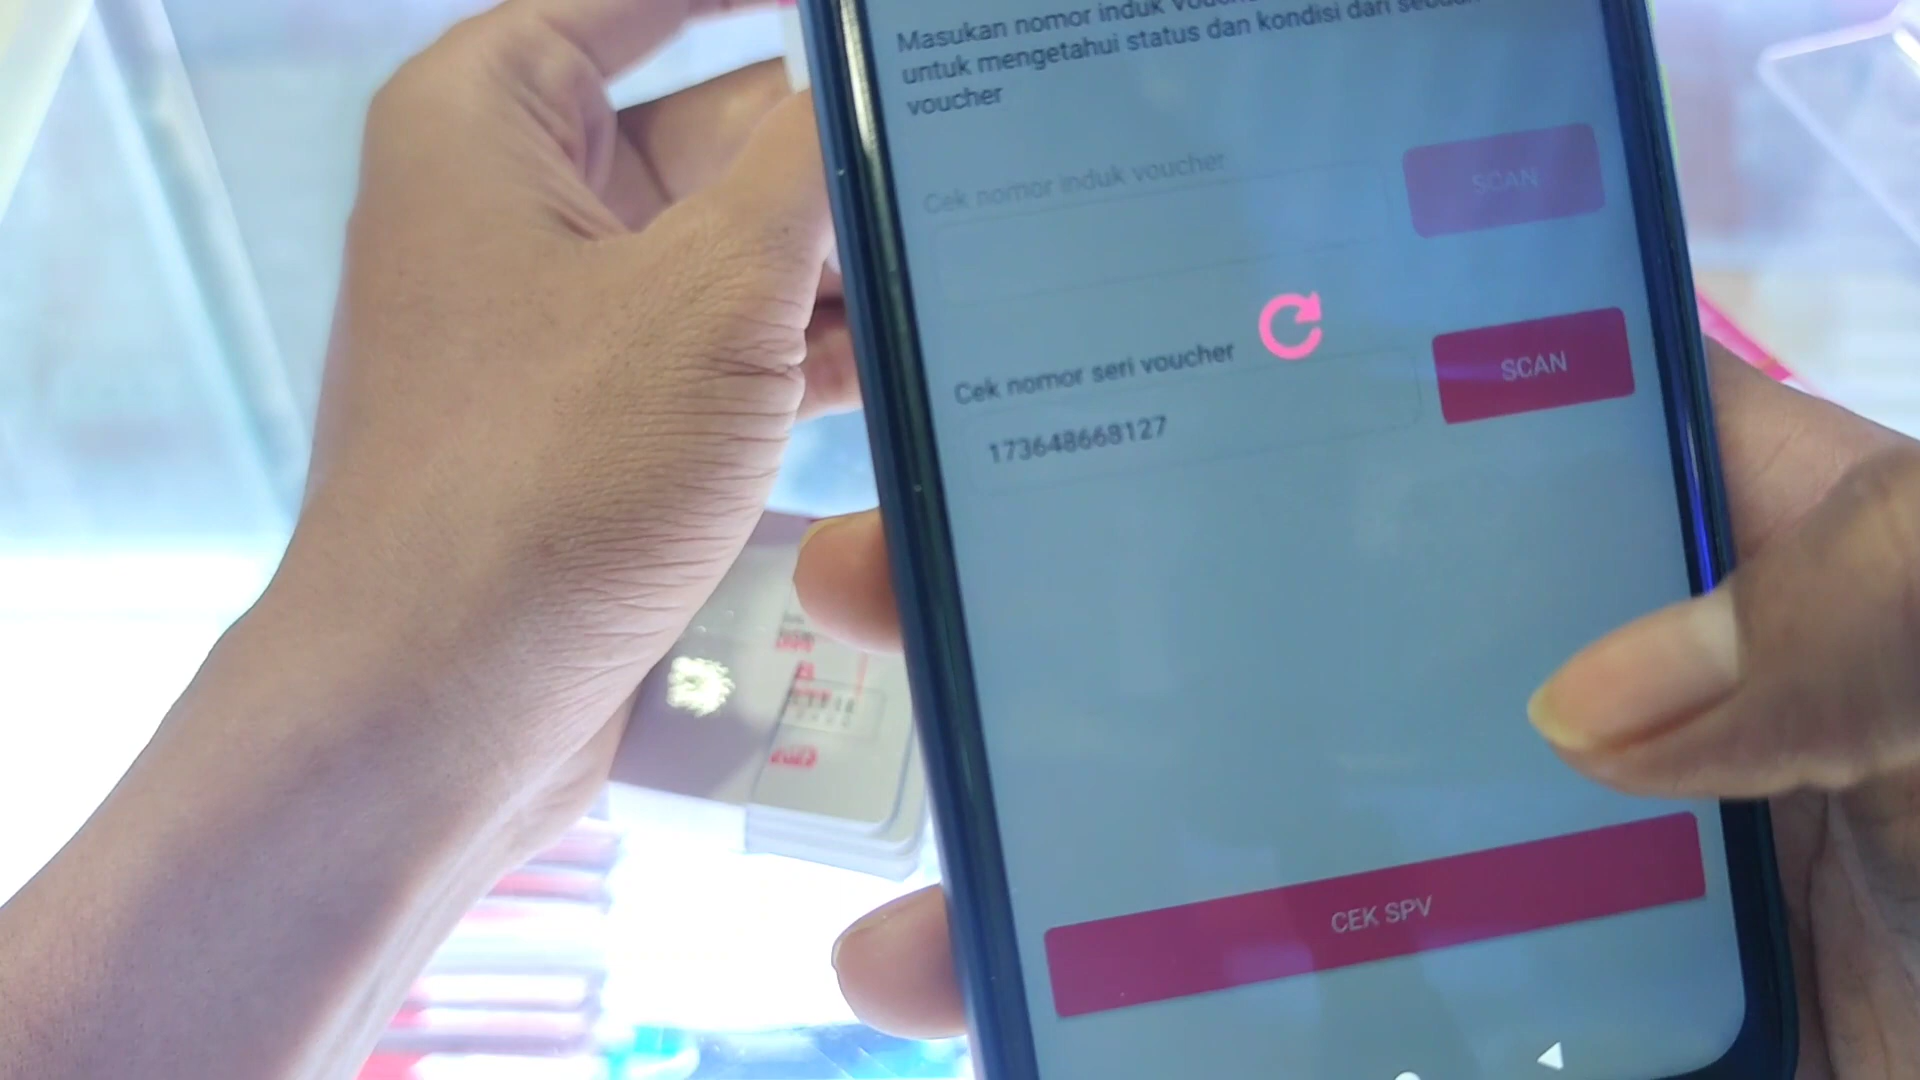 Masukan nomor induk
untuk mengetahui status dan kondisi dari
voucher
Cek nomor induk voucher
SCAN
Cek nomor seri voucher
SCAN
173648668127
CEK SPV